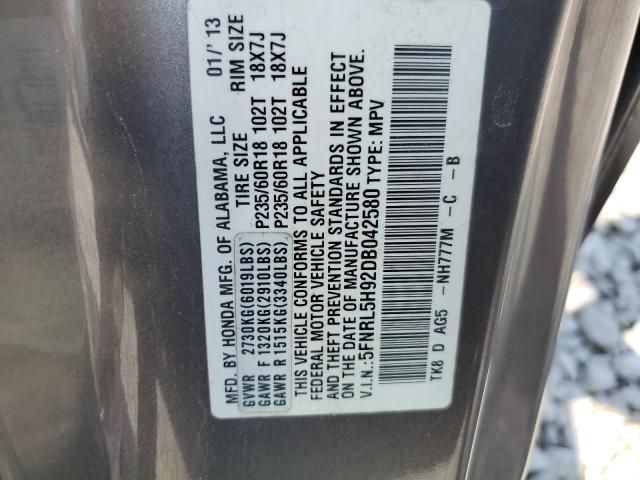 MFD. BY HONDA MFG. OF ALABAMA, LLC 01/'13
GVWR 2730KG(6019LBS) TIRE SIZE RIM SIZE
GAWR F 1320KG(2910LBS) P235/60R18 102T 18X7J
GAWR R 1515KG(3340LBS) P235/60R18 102T 18X7J
THIS VEHICLE CONFORMS TO ALL APPLICABLE
FEDERAL MOTOR VEHICLE SAFETY
AND THEFT PREVENTION STANDARDS IN EFFECT
ON THE DATE OF MANUFACTURE SHOWN ABOVE.
V.I.N.:5FNRL5H92DB042580 TYPE: MPV
TK8 D AG5 -NH777M -C -B